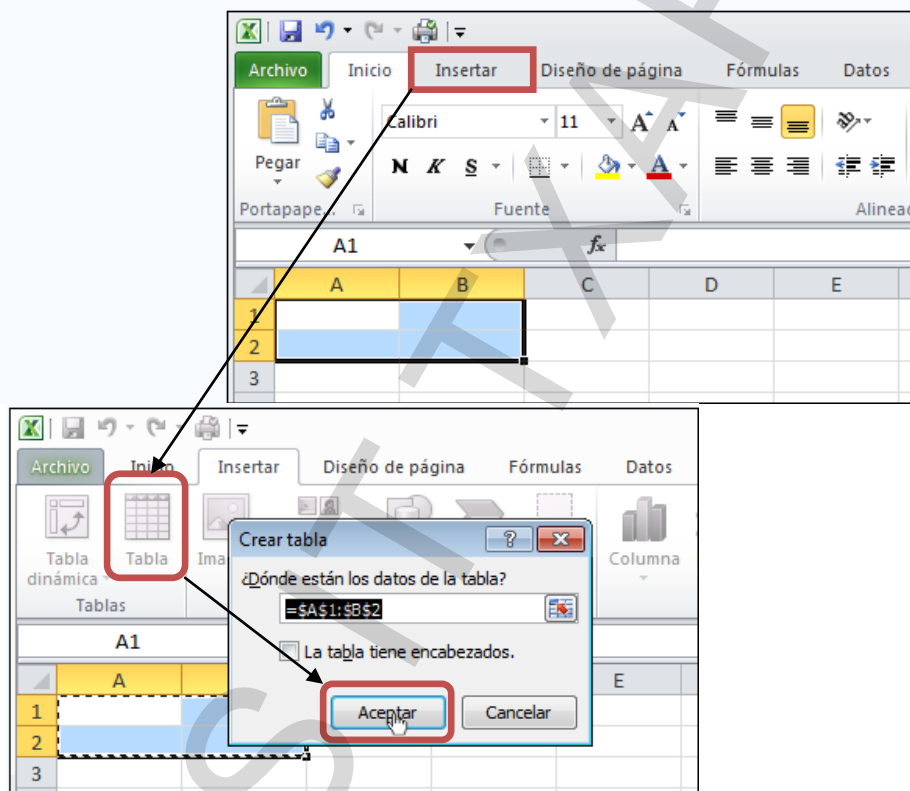 Archivo Inicio Insertar Diseño de página Fórmulas Datos
Calibri 11 A A
Pegar N K S A
Portapape... Fuente
A1 fx
A B C D E
1
2
3
Archivo Inicio Insertar Diseño de página Fórmulas Datos
Tabla dinámica
Tabla
Columna
Tablas
A1
A E
1
2
3
Crear tabla
¿Dónde están los datos de la tabla?
=$A$1:$B$2
La tabla tiene encabezados.
Aceptar Cancelar